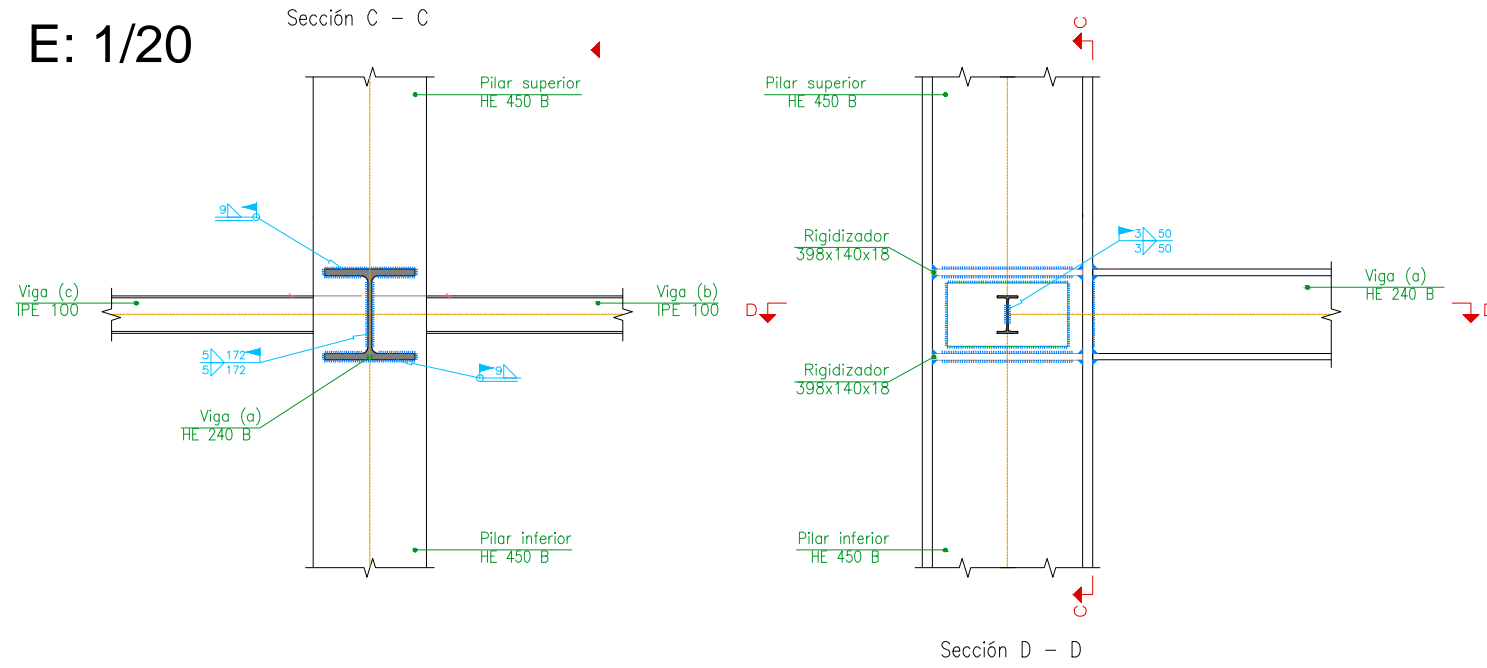 Sección C - C
E: 1/20
Pilar superior
HE 450 B
9
Viga (c)
IPE 100
Viga (b)
IPE 100
5 172
5 172
9
Viga (a)
HE 240 B
Pilar inferior
HE 450 B
C
Pilar superior
HE 450 B
Rigidizador
398x140x18
3 50
3 50
Viga (a)
HE 240 B
D
D
Rigidizador
398x140x18
Pilar inferior
HE 450 B
C
Sección D - D